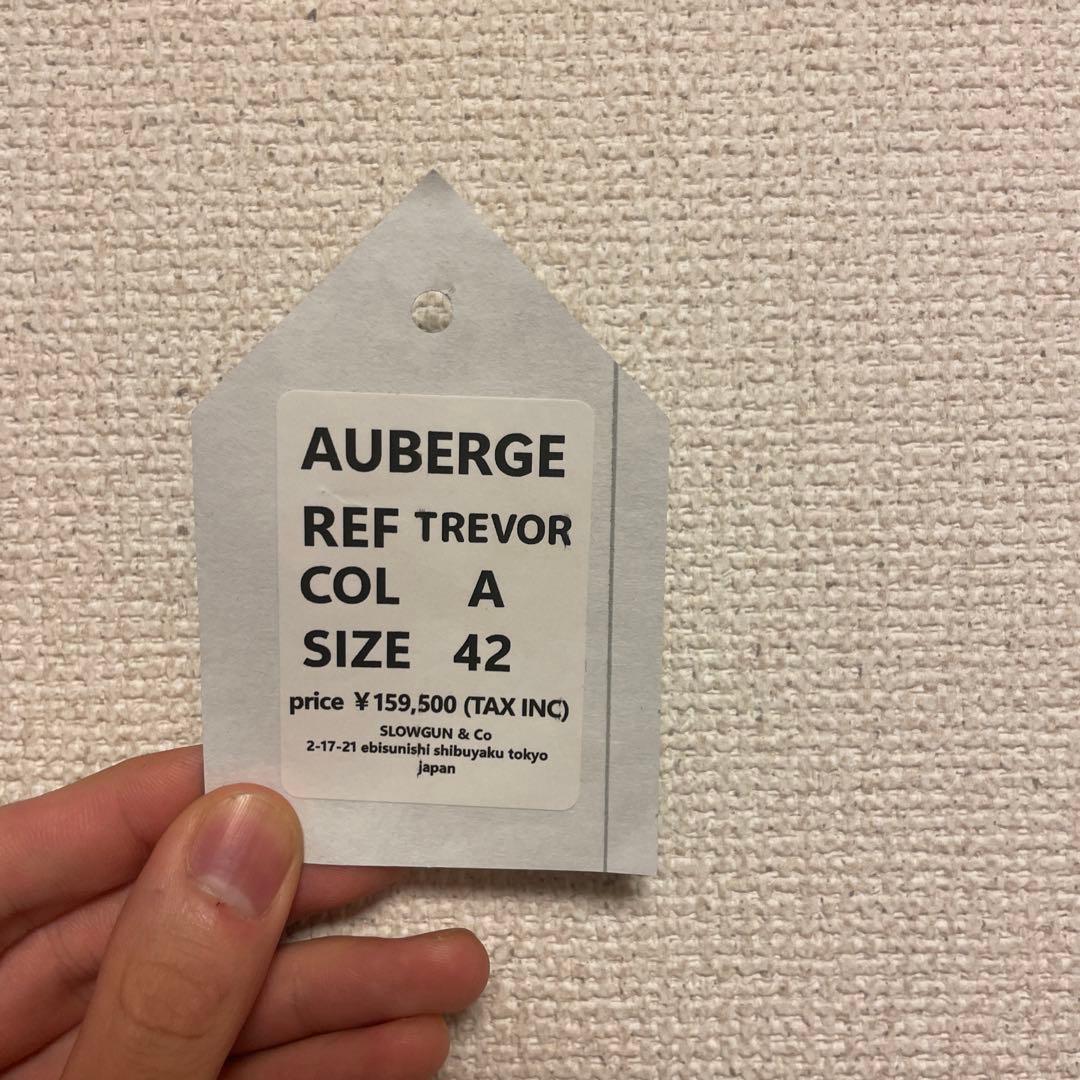 AUBERGE
REF TREVOR
COL A
SIZE 42
price ¥159,500 (TAX INC)
SLOWGUN & Co
2-17-21 ebisunishi shibuyaku tokyo
japan